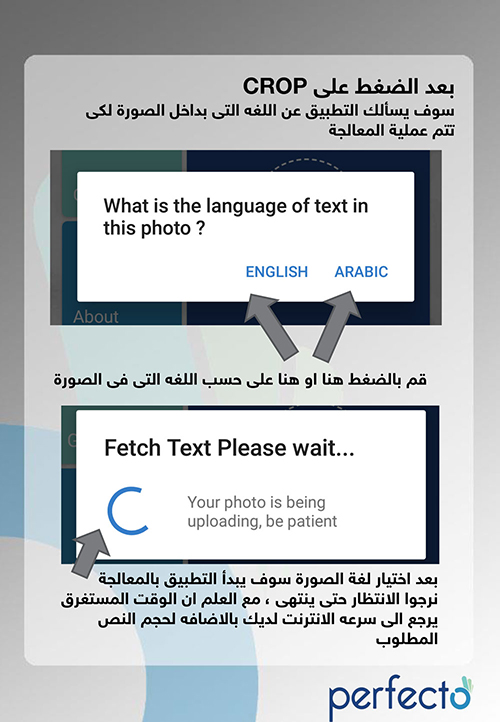 بعد الضغط على CROP
سوف يسألك التطبيق عن اللغه التى بداخل الصورة لكى
تتم عملية المعالجة
What is the language of text in
this photo ?
ENGLISH ARABIC
About
قم بالضغط هنا او هنا على حسب اللغه التى فى الصورة
Fetch Text Please wait...
Your photo is being
uploading, be patient
بعد اختيار لغة الصورة سوف يبدأ التطبيق بالمعالجة
نرجوا الانتظار حتى ينتهى ، مع العلم ان الوقت المستغرق
يرجع الى سرعه الانترنت لديك بالاضافه لحجم النص
المطلوب
perfecto